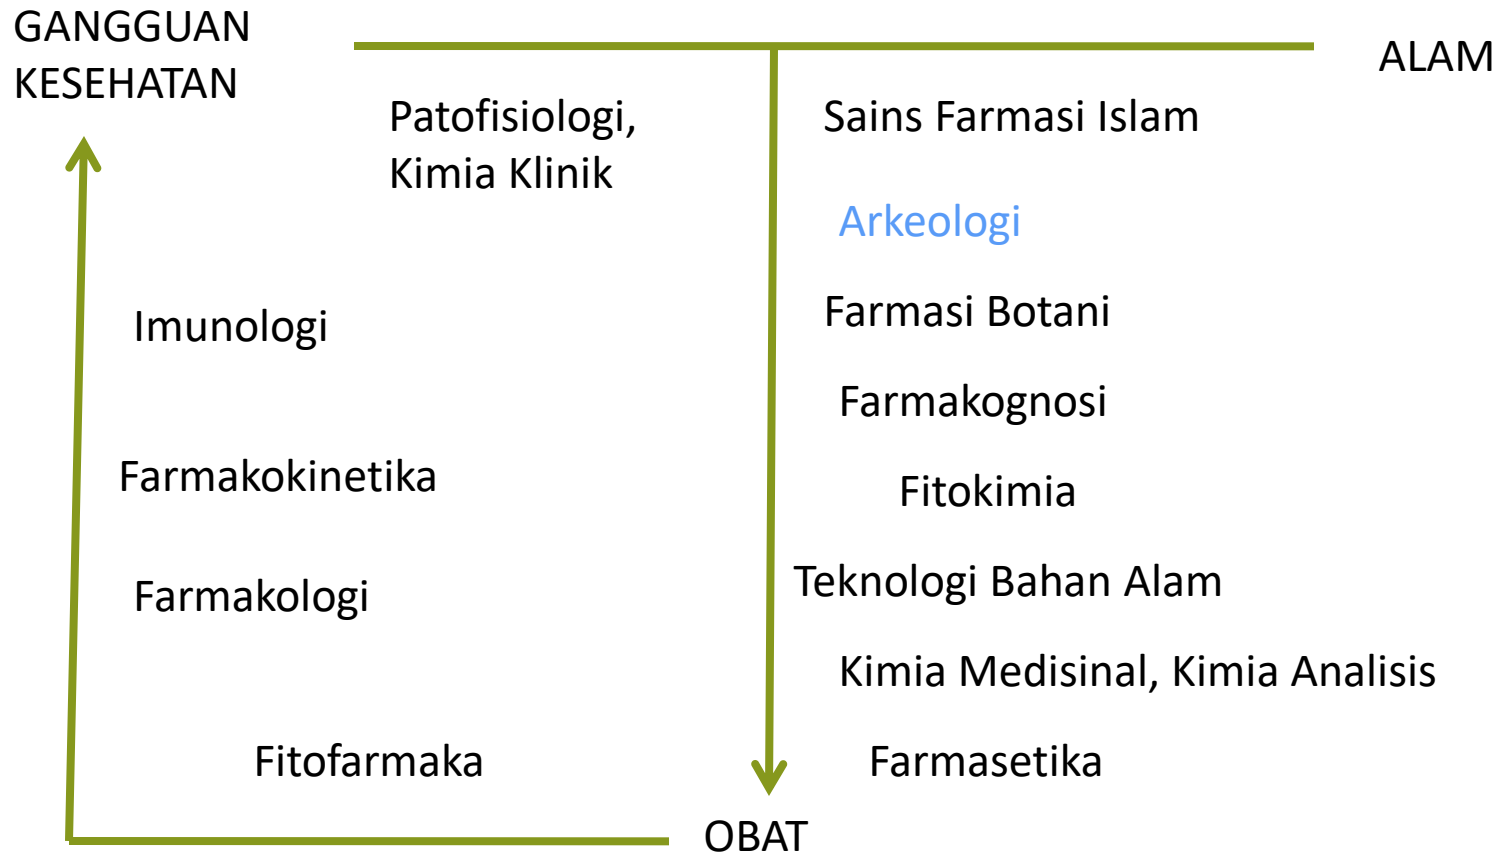 GANGGUAN
KESEHATAN
ALAM
Patofisiologi,
Kimia Klinik
Sains Farmasi Islam
Arkeologi
Imunologi
Farmasi Botani
Farmakognosi
Farmakokinetika
Fitokimia
Farmakologi
Teknologi Bahan Alam
Kimia Medisinal, Kimia Analisis
Fitofarmaka
Farmasetika
OBAT